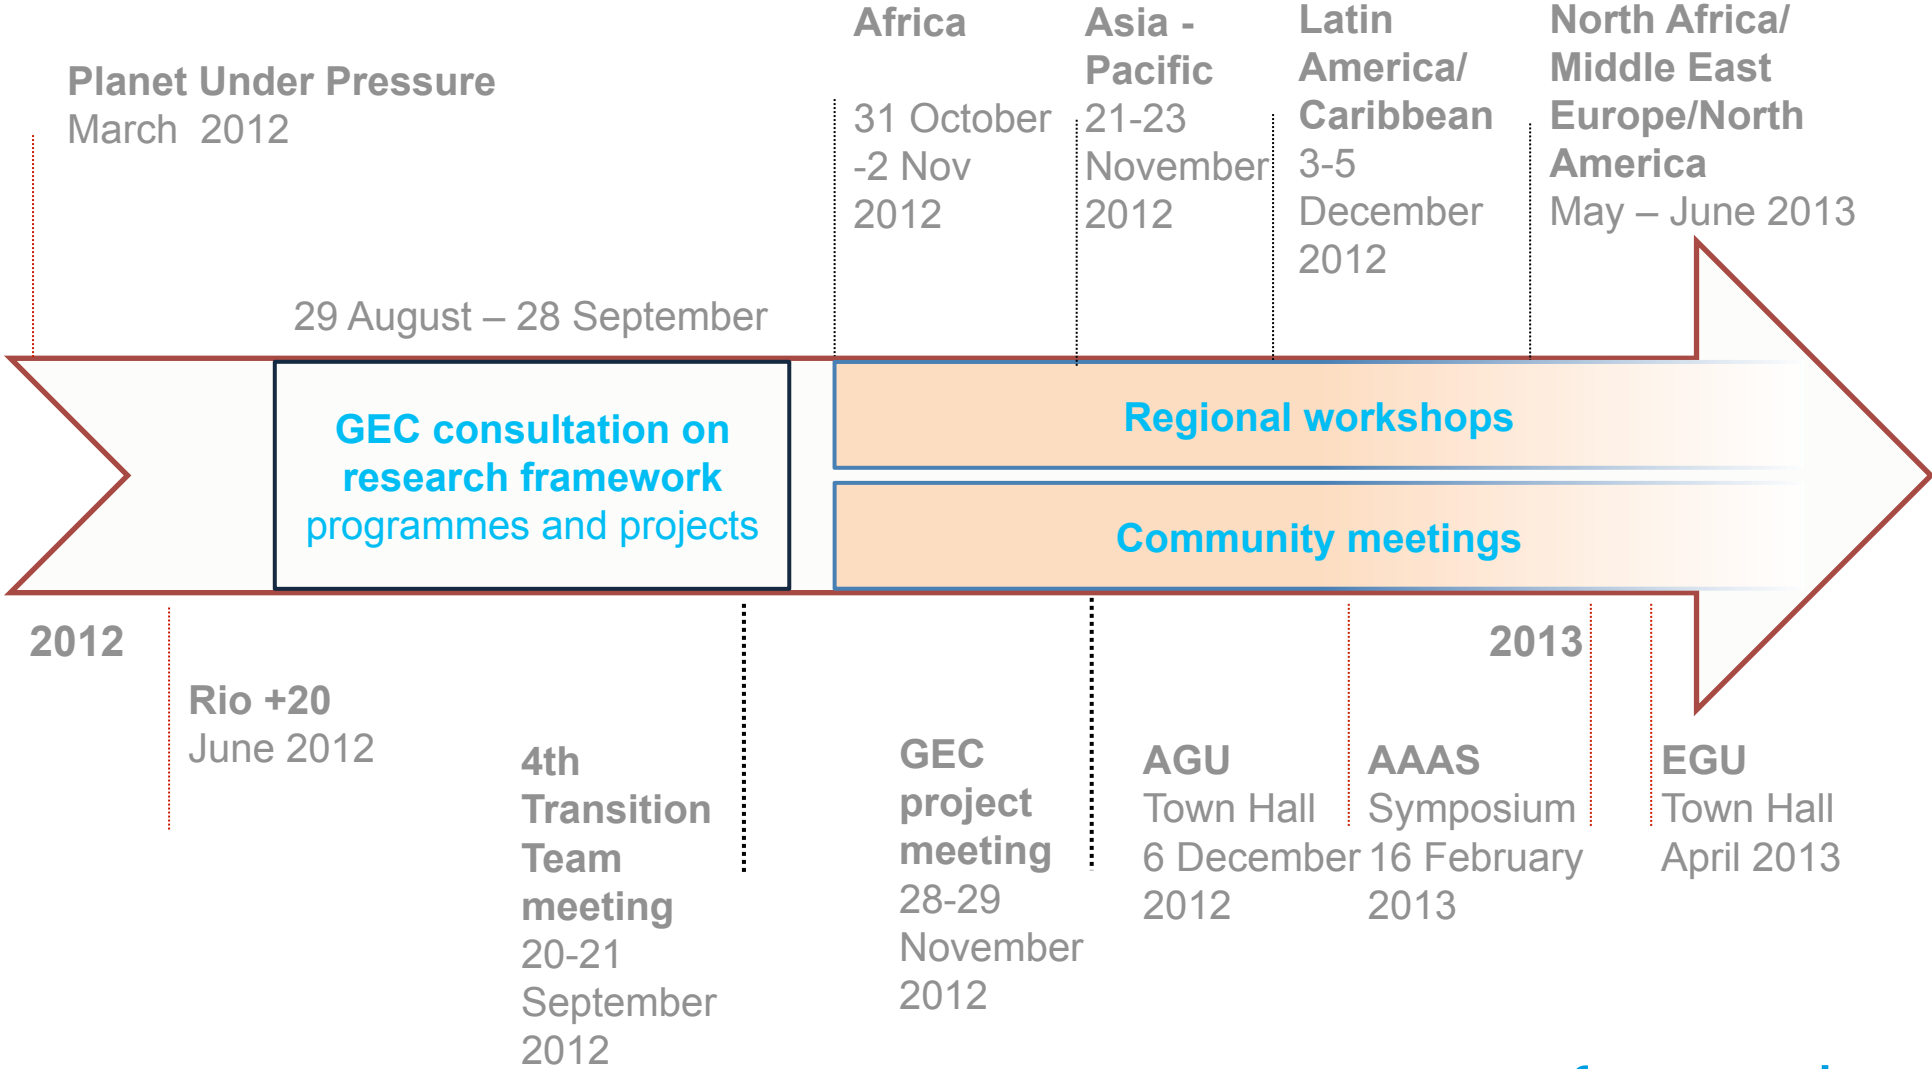 Planet Under Pressure
March 2012
Africa
31 October
-2 Nov
2012
Asia -
Pacific
21-23
November
2012
Latin
America/
Caribbean
3-5
December
2012
North Africa/
Middle East
Europe/North
America
May – June 2013
29 August – 28 September
GEC consultation on
research framework
programmes and projects
Regional workshops
Community meetings
2012
2013
Rio +20
June 2012
4th
Transition
Team
meeting
20-21
September
2012
GEC
project
meeting
28-29
November
2012
AGU
Town Hall
6 December
2012
AAAS
Symposium
16 February
2013
EGU
Town Hall
April 2013